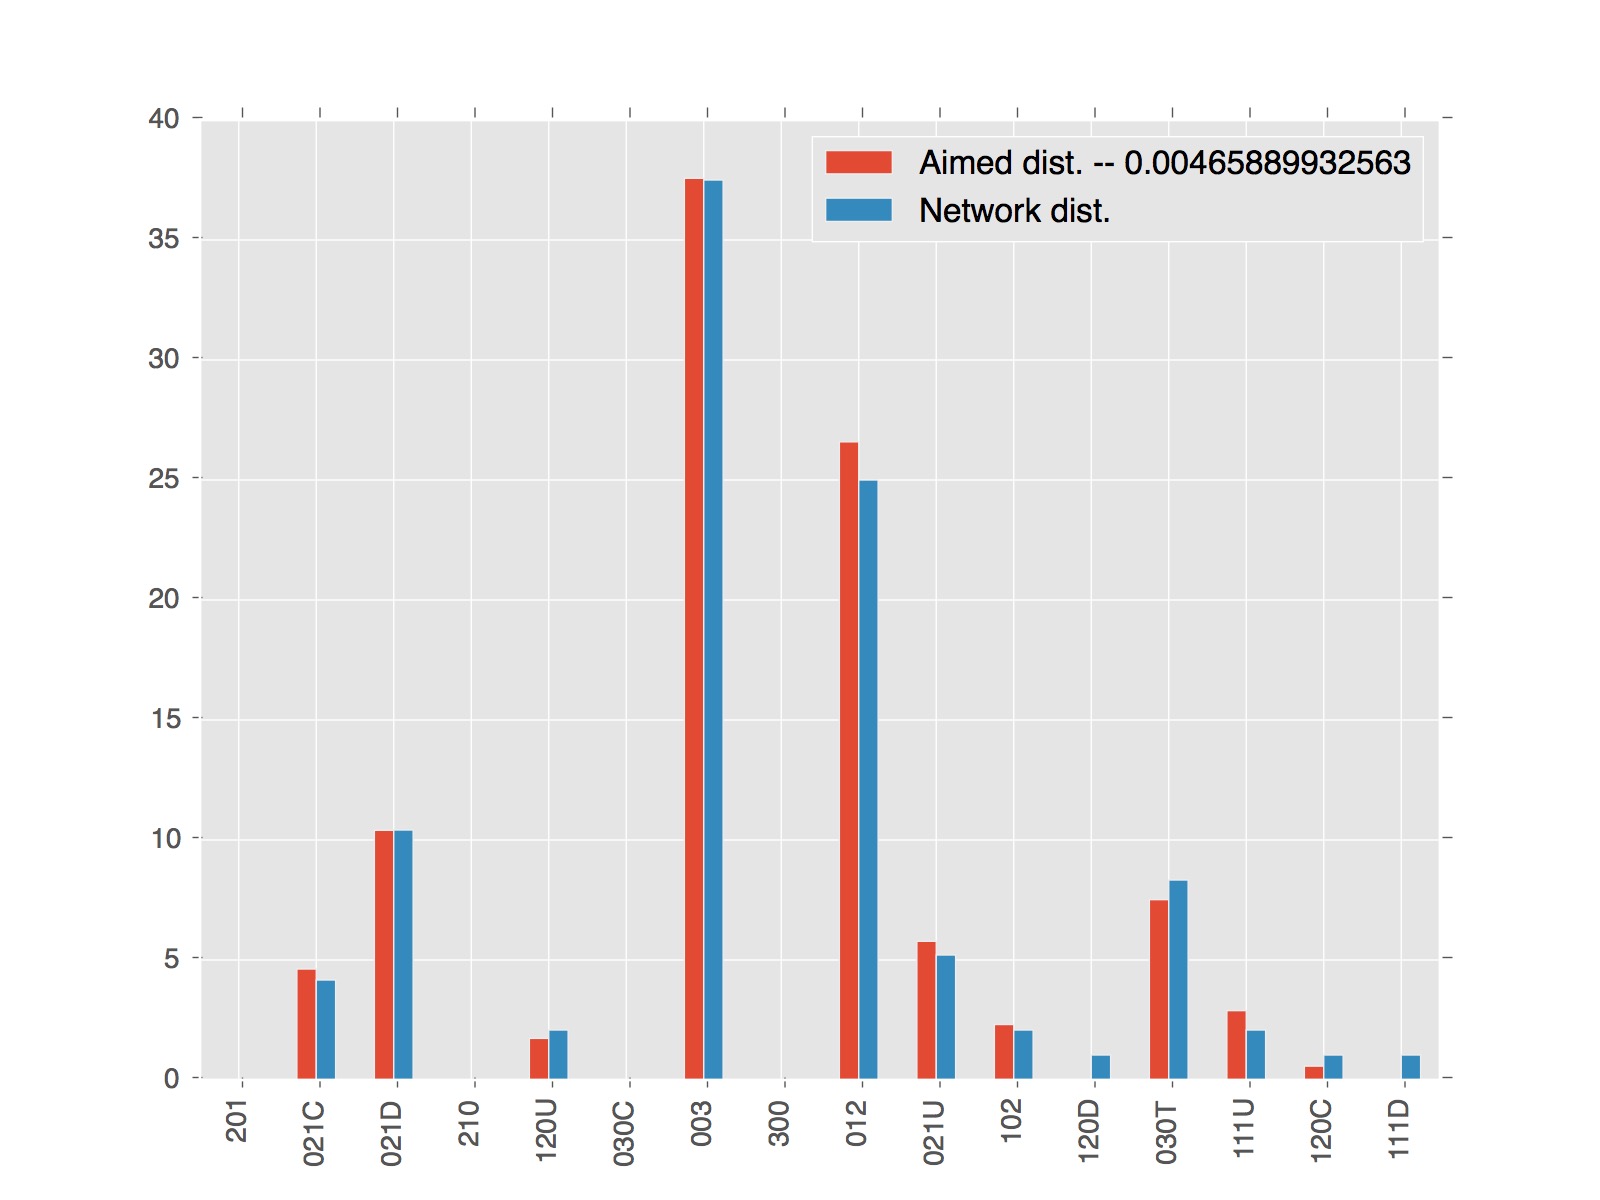 40
35
30
25
20
15
10
5
0
Aimed dist. -- 0.00465889932563
Network dist.
201
021C
021D
210
120U
030C
003
300
012
021U
102
120D
030T
111U
120C
111D